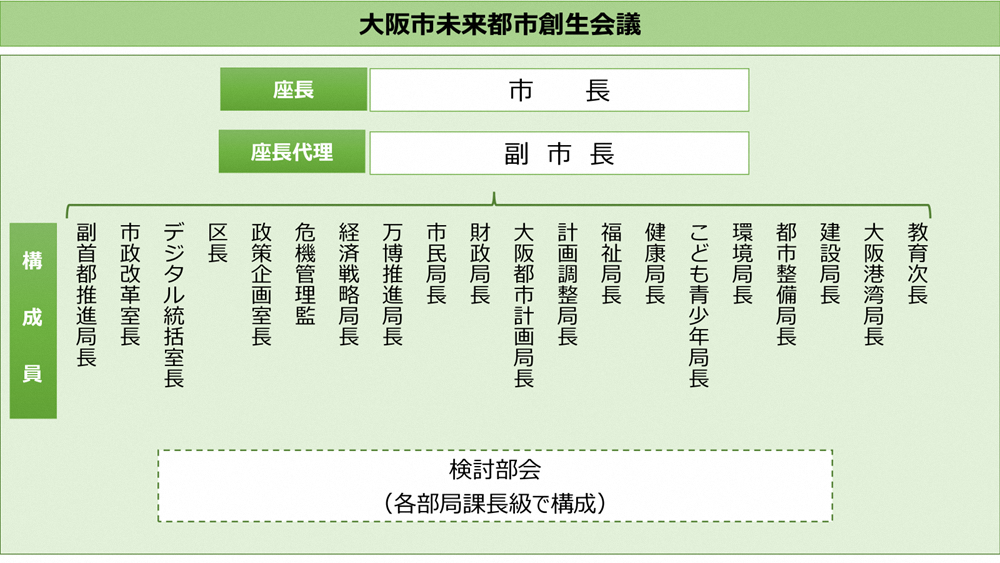 大阪市未来都市創生会議
座長
市長
座長代理
副市長
構成員
副首都推進局長
市政改革室長
デジタル統括室長
区長
政策企画室長
危機管理監
経済戦略局長
万博推進局長
市民局長
財政局長
大阪都市計画局長
計画調整局長
福祉局長
健康局長
こども青少年局長
環境局長
都市整備局長
建設局長
大阪港湾局長
教育次長
検討部会
（各部局課長級で構成）